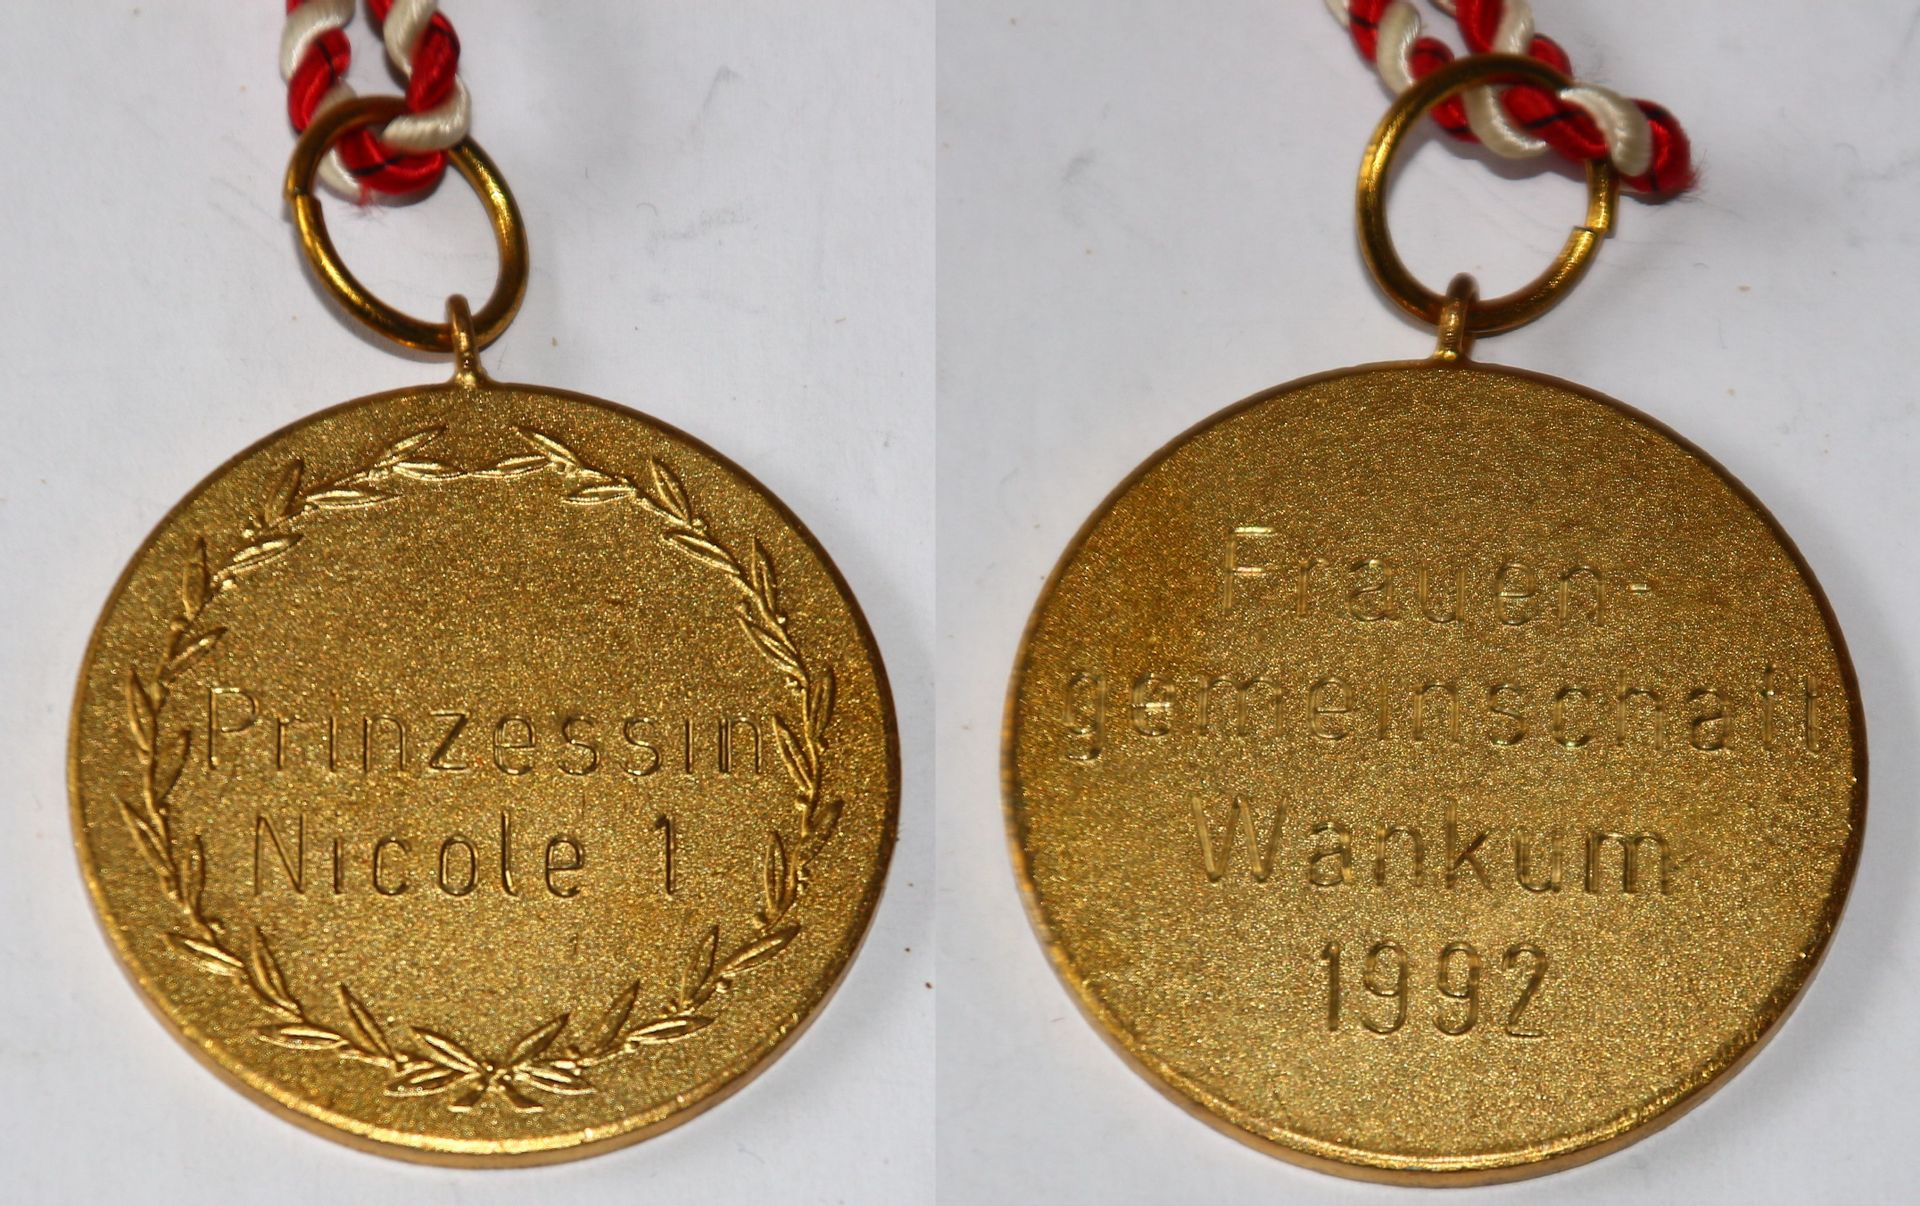 Prinzessin
Nicole 1
Frauen-
gemeinschaft
Wankum
1992